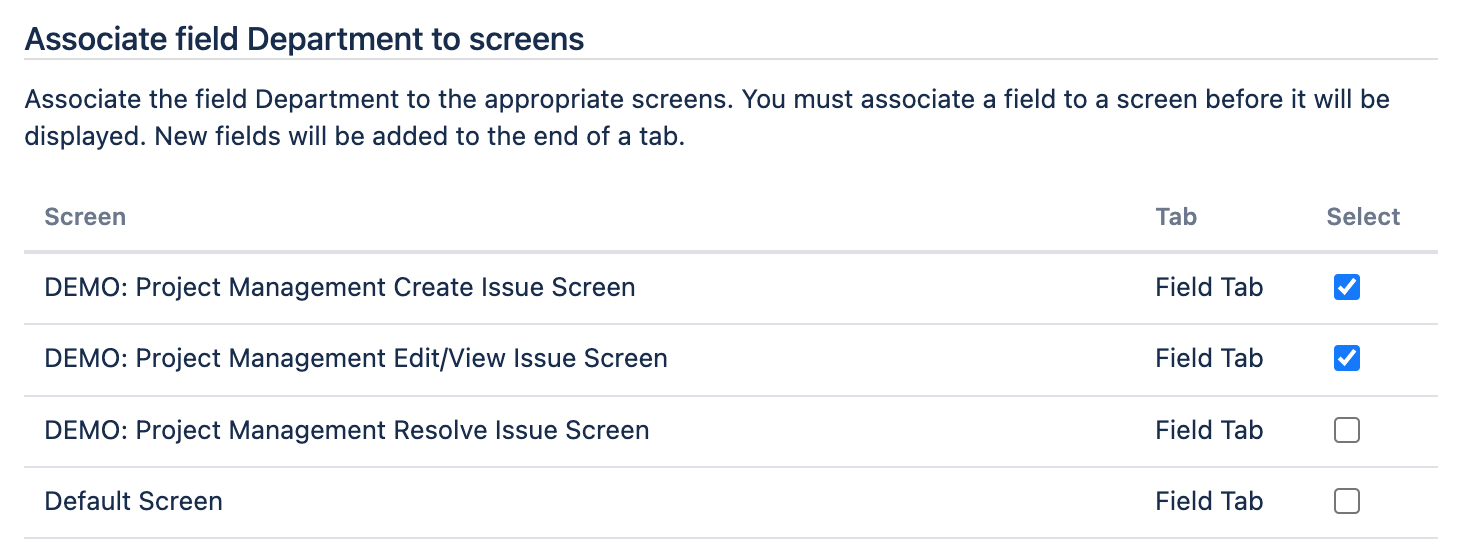 Associate field Department to screens
Associate the field Department to the appropriate screens. You must associate a field to a screen before it will be
displayed. New fields will be added to the end of a tab.
Screen Tab Select
DEMO: Project Management Create Issue Screen Field Tab
DEMO: Project Management Edit/View Issue Screen Field Tab
DEMO: Project Management Resolve Issue Screen Field Tab
Default Screen Field Tab